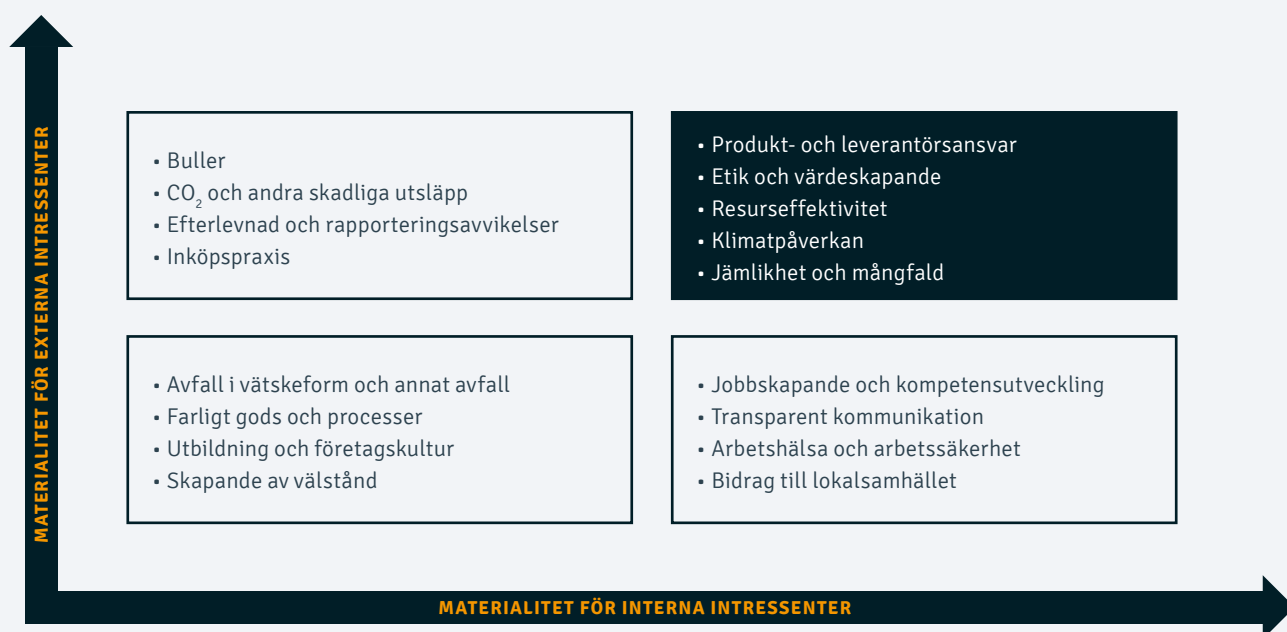 MATERIALITET FÖR EXTERNA INTRESSENTER
• Buller
• CO₂ och andra skadliga utsläpp
• Efterlevnad och rapporteringsavvikelser
• Inköpspraxis
• Produkt- och leverantörsansvar
• Etik och värdeskapande
• Resurseffektivitet
• Klimatpåverkan
• Jämlikhet och mångfald
• Avfall i vätskeform och annat avfall
• Farligt gods och processer
• Utbildning och företagskultur
• Skapande av välstånd
• Jobbskapande och kompetensutveckling
• Transparent kommunikation
• Arbetshälsa och arbetssäkerhet
• Bidrag till lokalsamhället
MATERIALITET FÖR INTERNA INTRESSENTER